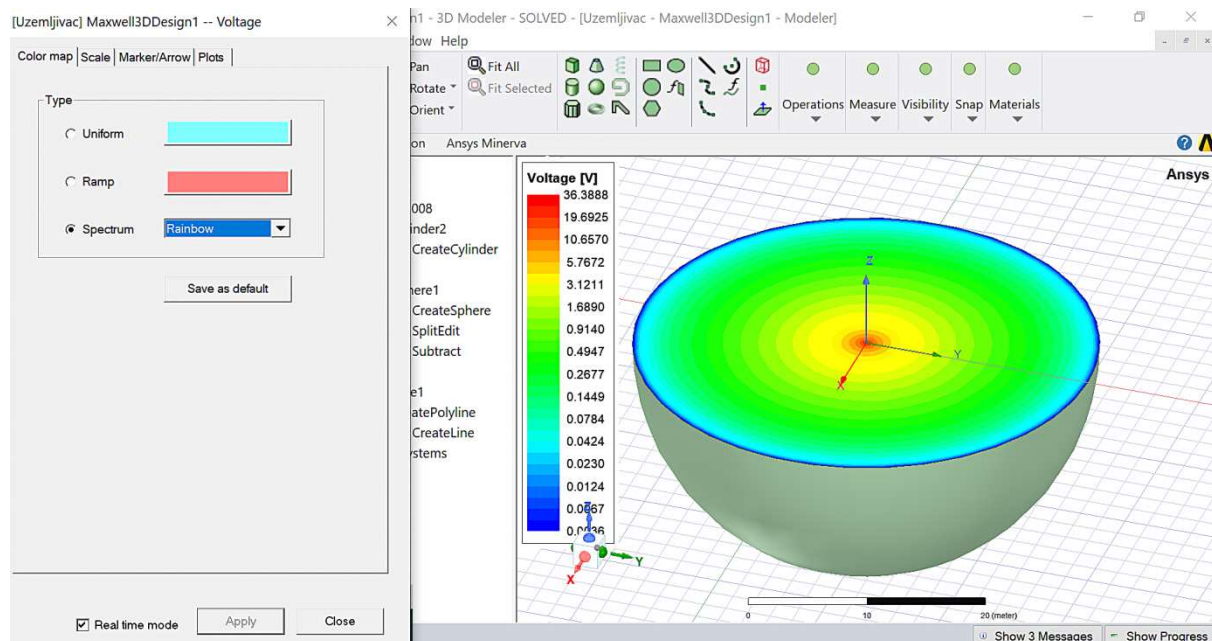 [Uzemljivac] Maxwell3DDesign1 -- Voltage
Color map
Scale
Marker/Arrow
Plots
Type
Uniform
Ramp
Spectrum
Rainbow
Save as default
Real time mode
Apply
Close
n1 - 3D Modeler - SOLVED - [Uzemljivac - Maxwell3DDesign1 - Modeler]
dow Help
Pan
Rotate
Orient
Fit All
Fit Selected
Operations
Measure
Visibility
Snap
Materials
on
Ansys Minerva
008
inder2
CreateCylinder
here1
CreateSphere
SplitEdit
Subtract
e1
atePolyline
CreateLine
ystems
Voltage [V]
36.3888
19.6925
10.6570
5.7672
3.1211
1.6890
0.9140
0.4947
0.2677
0.1449
0.0784
0.0424
0.0230
0.0124
0.0067
0.0036
Ansys
Z
Y
X
Z
Y
X
0
10
20 (meter)
Show 3 Messages
Show Progress